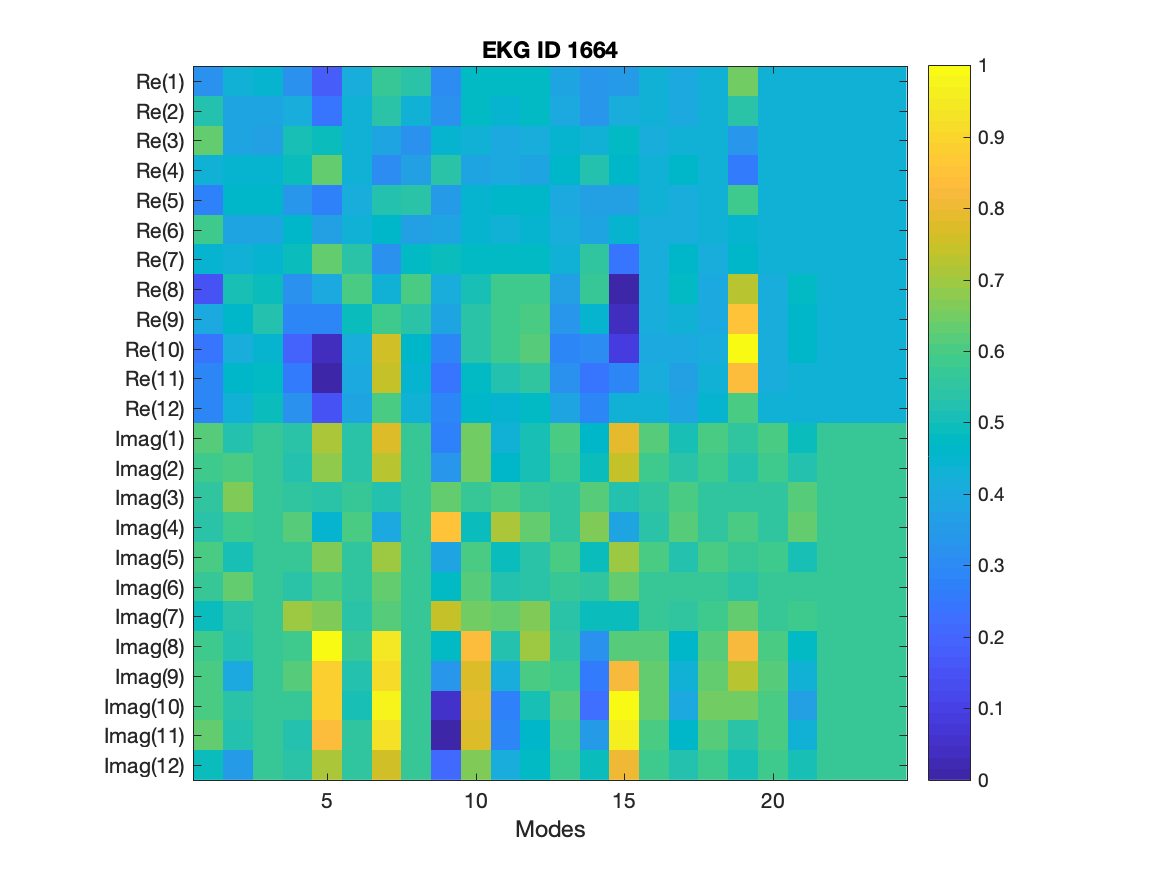 EKG ID 1664
Re(1)
Re(2)
Re(3)
Re(4)
Re(5)
Re(6)
Re(7)
Re(8)
Re(9)
Re(10)
Re(11)
Re(12)
Imag(1)
Imag(2)
Imag(3)
Imag(4)
Imag(5)
Imag(6)
Imag(7)
Imag(8)
Imag(9)
Imag(10)
Imag(11)
Imag(12)
5 10 15 20
Modes
1
0.9
0.8
0.7
0.6
0.5
0.4
0.3
0.2
0.1
0